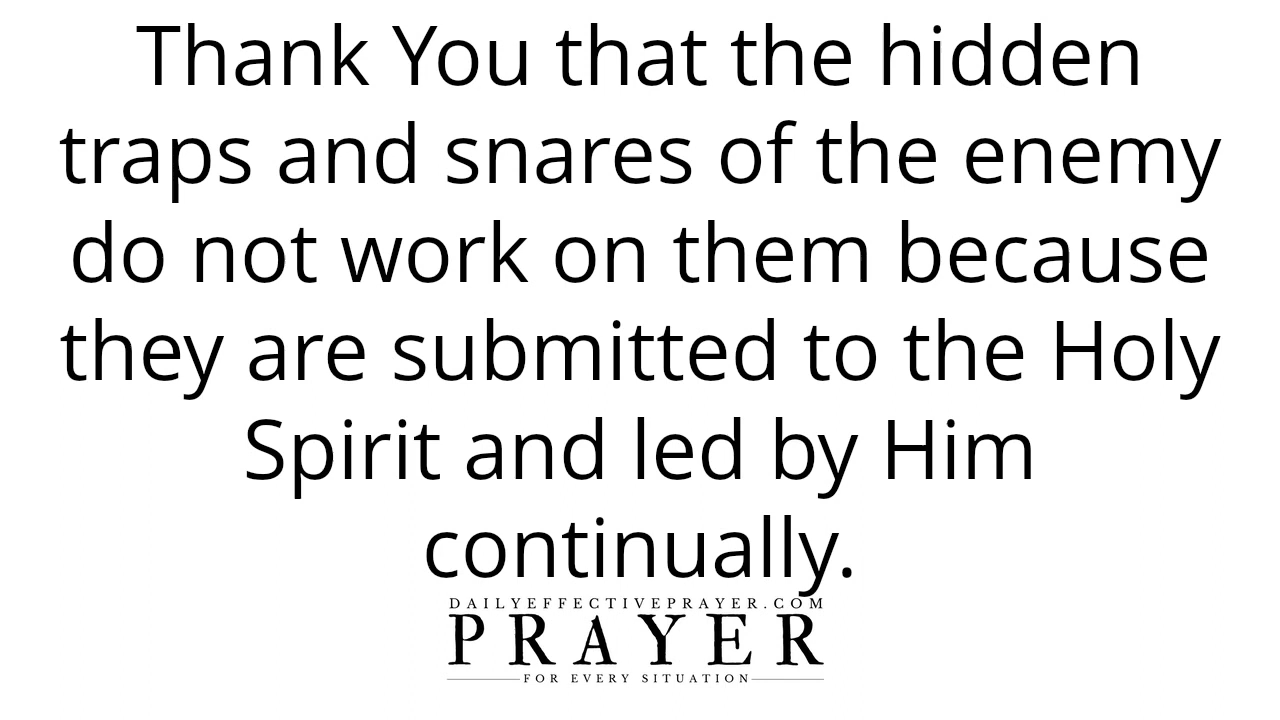 Thank You that the hidden
traps and snares of the enemy
do not work on them because
they are submitted to the Holy
Spirit and led by Him
continually.
DAILYEFFECTIVEPRAYER.COM
PRAYER
FOR EVERY SITUATION